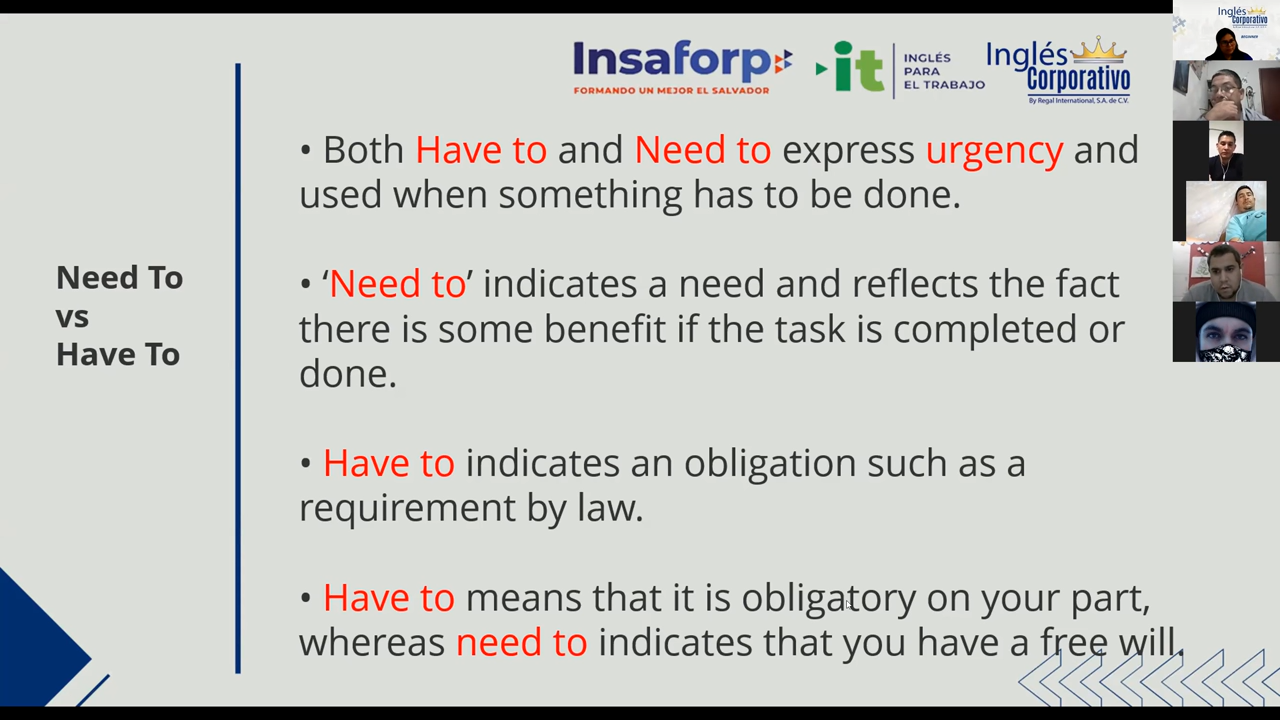 Insaforp
FORMANDO UN MEJOR EL SALVADOR
it
INGLÉS
PARA
EL TRABAJO
Inglés
Corporativo
By Regal International, S.A. de C.V.
Need To
vs
Have To
• Both Have to and Need to express urgency and
used when something has to be done.
• ‘Need to’ indicates a need and reflects the fact
there is some benefit if the task is completed or
done.
• Have to indicates an obligation such as a
requirement by law.
• Have to means that it is obligatory on your part,
whereas need to indicates that you have a free will.
Inglés
Corporativo